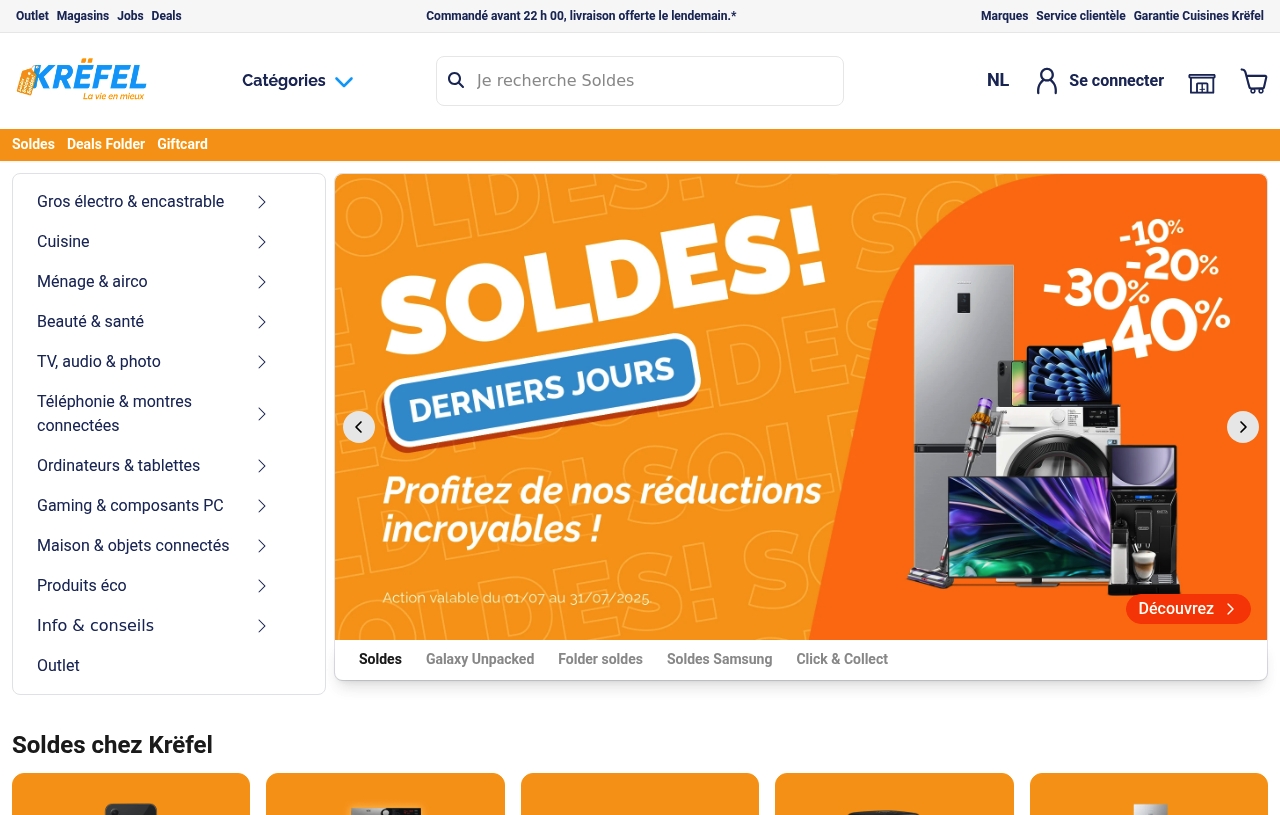 Outlet Magasins Jobs Deals
Commandé avant 22 h 00, livraison offerte le lendemain.*
Marques Service clientèle Garantie Cuisines Krëfel
KRËFEL
La vie en mieux
Catégories
Je recherche Soldes
NL
Se connecter
Soldes Deals Folder Giftcard
Gros électro & encastrable
Cuisine
Ménage & airco
Beauté & santé
TV, audio & photo
Téléphonie & montres
connectées
Ordinateurs & tablettes
Gaming & composants PC
Maison & objets connectés
Produits éco
Info & conseils
Outlet
SOLDES!
DERNIERS JOURS
Profitez de nos réductions
incroyables !
Action valable du 01/07 au 31/07/2025.
-10%
-20%
-30%
-40%
Découvrez
Soldes Galaxy Unpacked Folder soldes Soldes Samsung Click & Collect
Soldes chez Krëfel